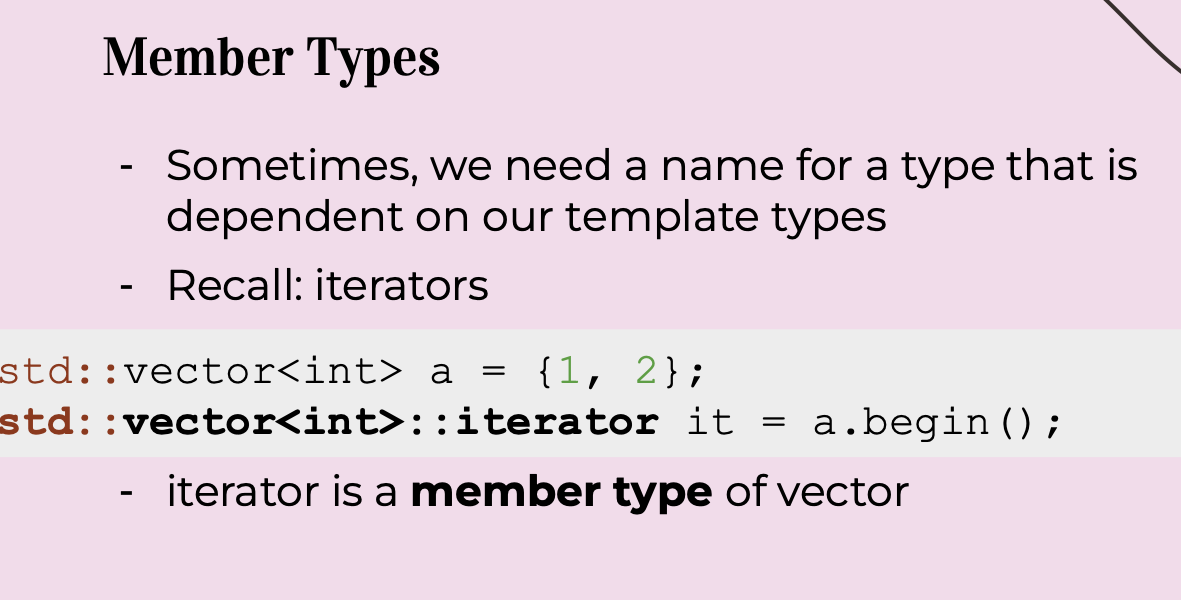 Member Types
- Sometimes, we need a name for a type that is
dependent on our template types
- Recall: iterators
std::vector<int> a = {1, 2};
std::vector<int>::iterator it = a.begin();
- iterator is a member type of vector